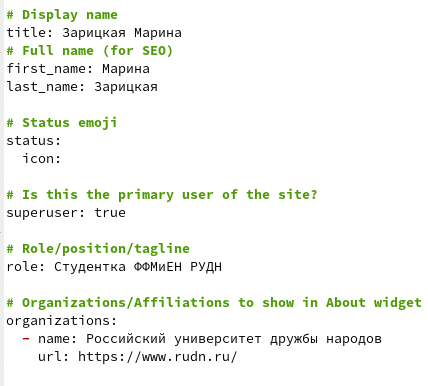 # Display name
title: Зарицкая Марина
# Full name (for SEO)
first_name: Марина
last_name: Зарицкая

# Status emoji
status:
  icon:

# Is this the primary user of the site?
superuser: true

# Role/position/tagline
role: Студентка ФФМиЕН РУДН

# Organizations/Affiliations to show in About widget
organizations:
  - name: Российский университет дружбы народов
    url: https://www.rudn.ru/